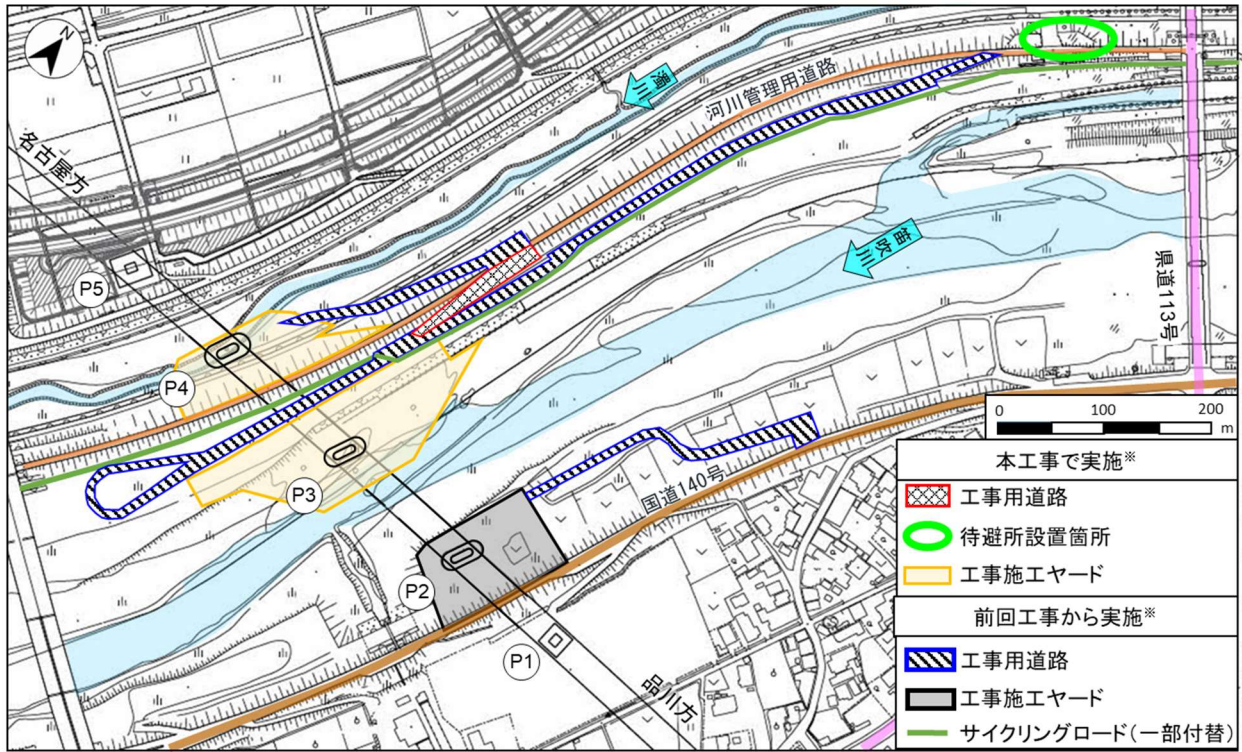 N
濁川
河川管理用道路
名古屋方
笛吹川
県道113号
P5
P4
P3
P2
P1
国道140号
品川方
0 100 200
m
本工事で実施※
工事用道路
待避所設置箇所
工事施工ヤード
前回工事から実施※
工事用道路
工事施工ヤード
サイクリングロード(一部付替)